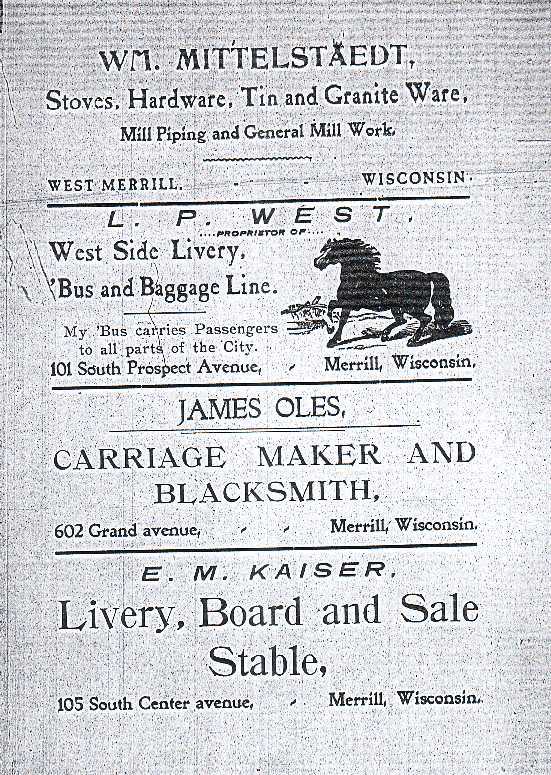 WM. MITTELSTAEDT,
Stoves, Hardware, Tin and Granite Ware,
Mill Piping and General Mill Work.
WEST MERRILL. - - WISCONSIN.
L. P. WEST,
....PROPRIETOR OF....
West Side Livery,
'Bus and Baggage Line.
My 'Bus carries Passengers
to all parts of the City.
101 South Prospect Avenue, - Merrill, Wisconsin.
JAMES OLES,
CARRIAGE MAKER AND
BLACKSMITH,
602 Grand avenue, - - Merrill, Wisconsin.
E. M. KAISER,
Livery, Board and Sale
Stable,
105 South Center avenue, - Merrill, Wisconsin.